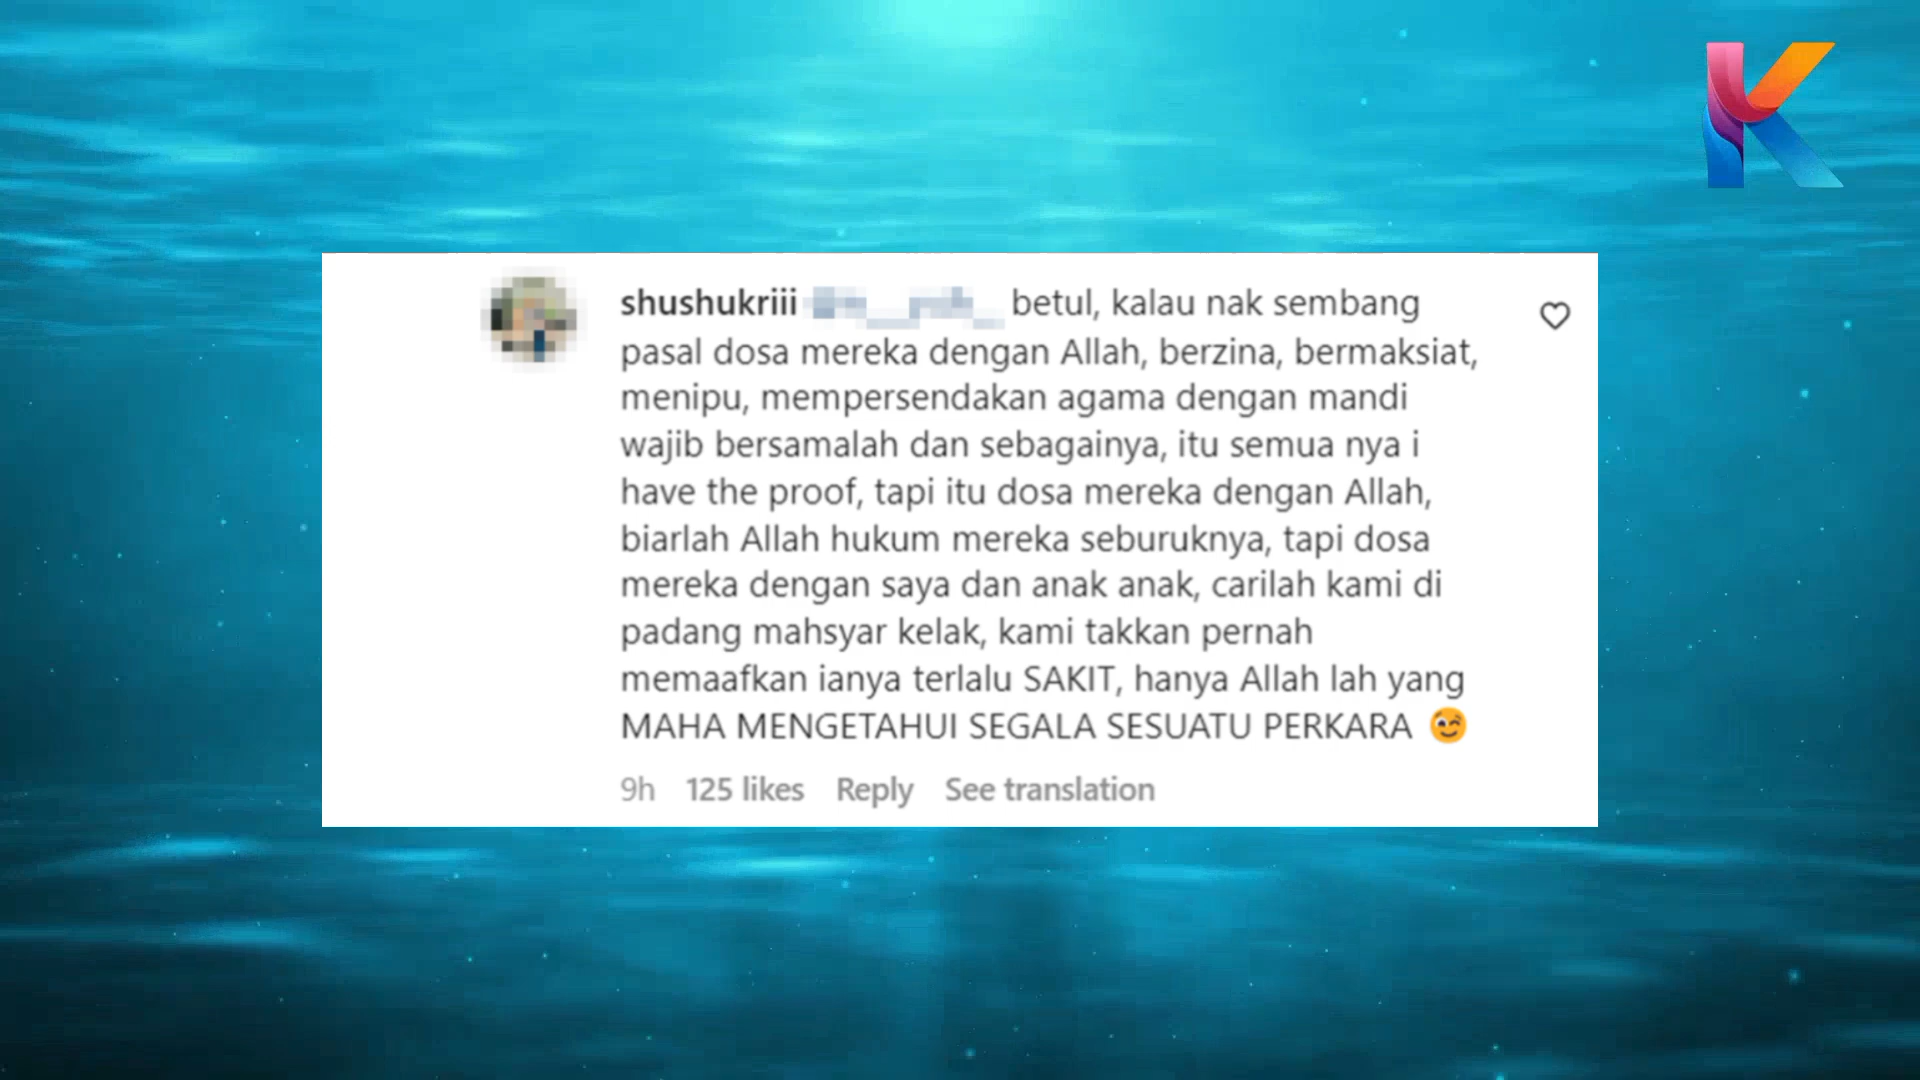 shushukriii betul, kalau nak sembang
pasal dosa mereka dengan Allah, berzina, bermaksiat,
menipu, mempersendakan agama dengan mandi
wajib bersamalah dan sebagainya, itu semua nya i
have the proof, tapi itu dosa mereka dengan Allah,
biarlah Allah hukum mereka seburuknya, tapi dosa
mereka dengan saya dan anak anak, carilah kami di
padang mahsyar kelak, kami takkan pernah
memaafkan ianya terlalu SAKIT, hanya Allah lah yang
MAHA MENGETAHUI SEGALA SESUATU PERKARA 😉
9h 125 likes Reply See translation
K